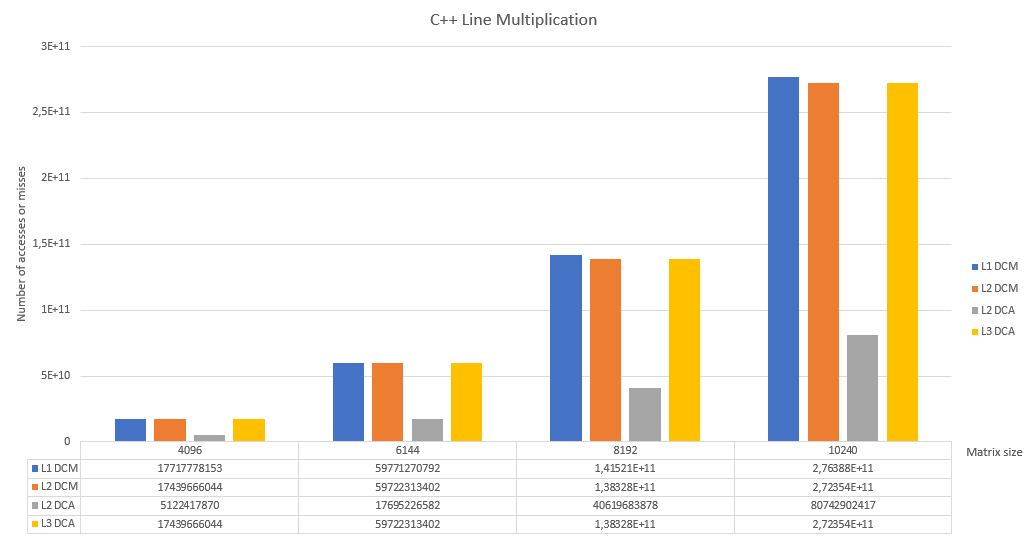 C++ Line Multiplication
Number of accesses or misses
3E+11
2,5E+11
2E+11
1,5E+11
1E+11
5E+10
0
4096 6144 8192 10240
Matrix size
L1 DCM 17717778153 59771270792 1,41521E+11 2,76388E+11
L2 DCM 17439666044 59722313402 1,38328E+11 2,72354E+11
L2 DCA 5122417870 17695226582 40619683878 80742902417
L3 DCA 17439666044 59722313402 1,38328E+11 2,72354E+11
L1 DCM
L2 DCM
L2 DCA
L3 DCA